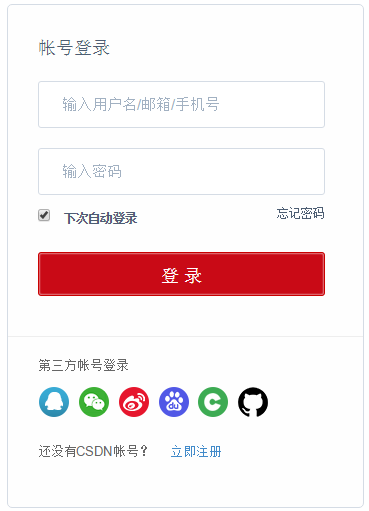 帐号登录
输入用户名/邮箱/手机号
输入密码
下次自动登录 忘记密码
登 录
第三方帐号登录
还没有CSDN帐号？ 立即注册